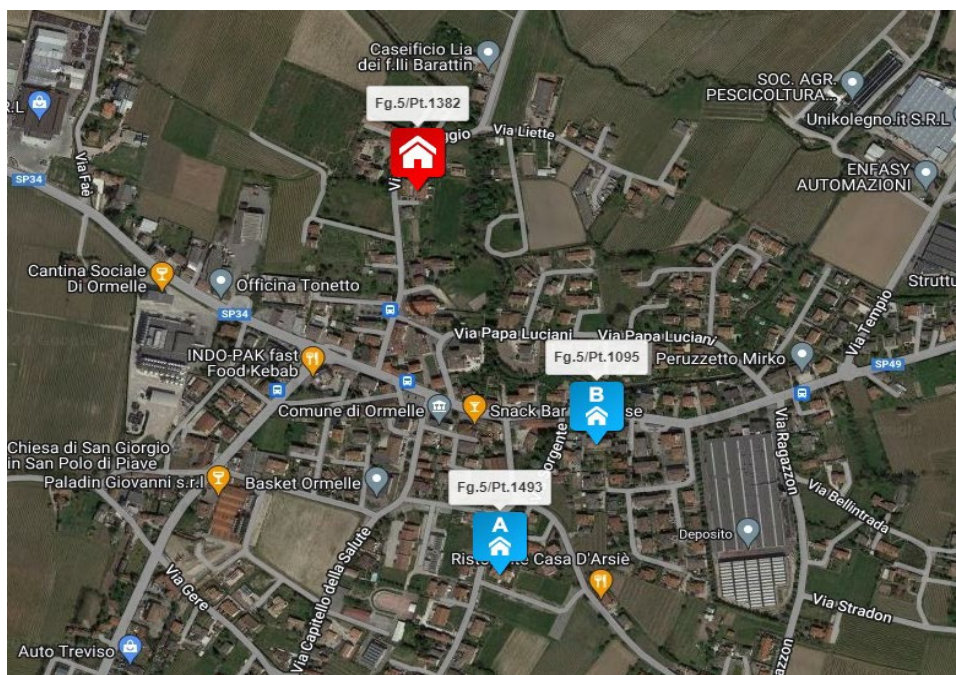 Caseificio Lia
dei f.lli Barattin
SOC. AGR.
PESCICOLTURA...
Unikolegno.it S.R.L
R.L
Fg.5/Pt.1382
Via Liette
ENFASY
AUTOMAZIONI
SP34
Via Faè
Cantina Sociale
Di Ormelle
Officina Tonetto
SP34
Via Papa Luciani
Via Papa Luciani
Via Tempio
Fg.5/Pt.1095
Peruzzetto Mirko
SP49
INDO-PAK fast
Food Kebab
B
Comune di Ormelle
Snack Bar
Chiesa di San Giorgio
in San Polo di Piave
Paladin Giovanni s.r.l
Basket Ormelle
Fg.5/Pt.1493
Via Ragazzon
Via Bellintrada
A
Deposito
Casa D'Arsiè
Via Capitello della Salute
Via Gere
Via Stradon
Auto Treviso